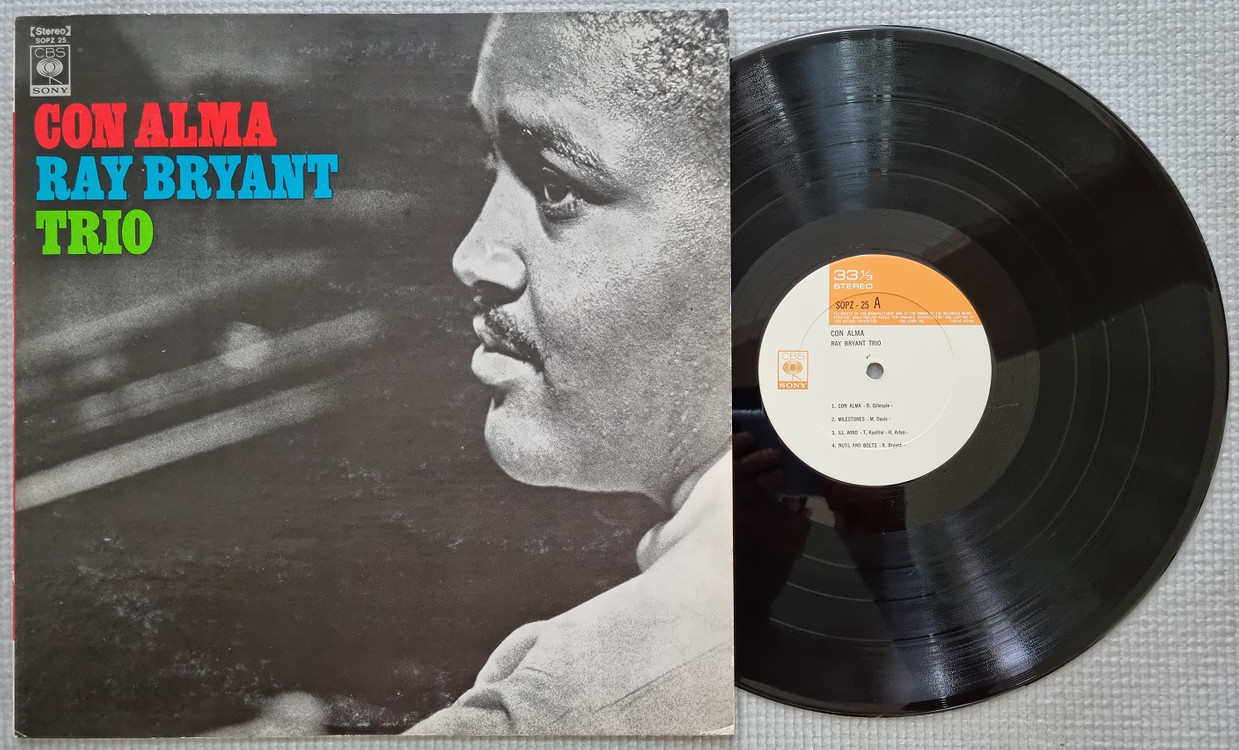 [Stereo]
SOPZ 25
CBS
SONY
CON ALMA
RAY BRYANT
TRIO
33⅓
STEREO
SOPZ - 25 A
CON ALMA
RAY BRYANT TRIO
CBS
SONY
1. CON ALMA - D. Gillespie -
2. MILESTONES - M. Davis -
3. ILL WIND - T. Koehler - H. Arlen -
4. NUTS AND BOLTS - R. Bryant -